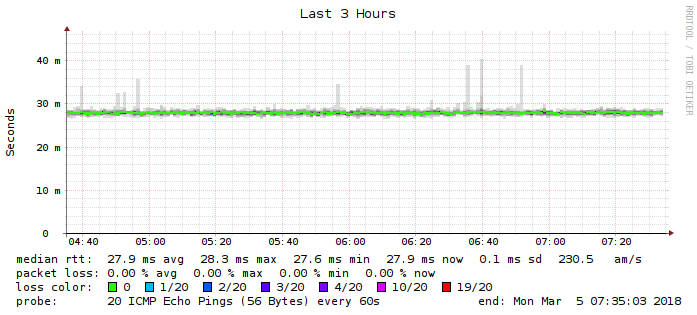 Last 3 Hours
RRDTOOL / TOBI OETIKER
Seconds
40 m
30 m
20 m
10 m
0
04:40 05:00 05:20 05:40 06:00 06:20 06:40 07:00 07:20
median rtt: 27.9 ms avg 28.3 ms max 27.6 ms min 27.9 ms now 0.1 ms sd 230.5 am/s
packet loss: 0.00 % avg 0.00 % max 0.00 % min 0.00 % now
loss color: 0 1/20 2/20 3/20 4/20 10/20 19/20
probe: 20 ICMP Echo Pings (56 Bytes) every 60s end: Mon Mar 5 07:35:03 2018